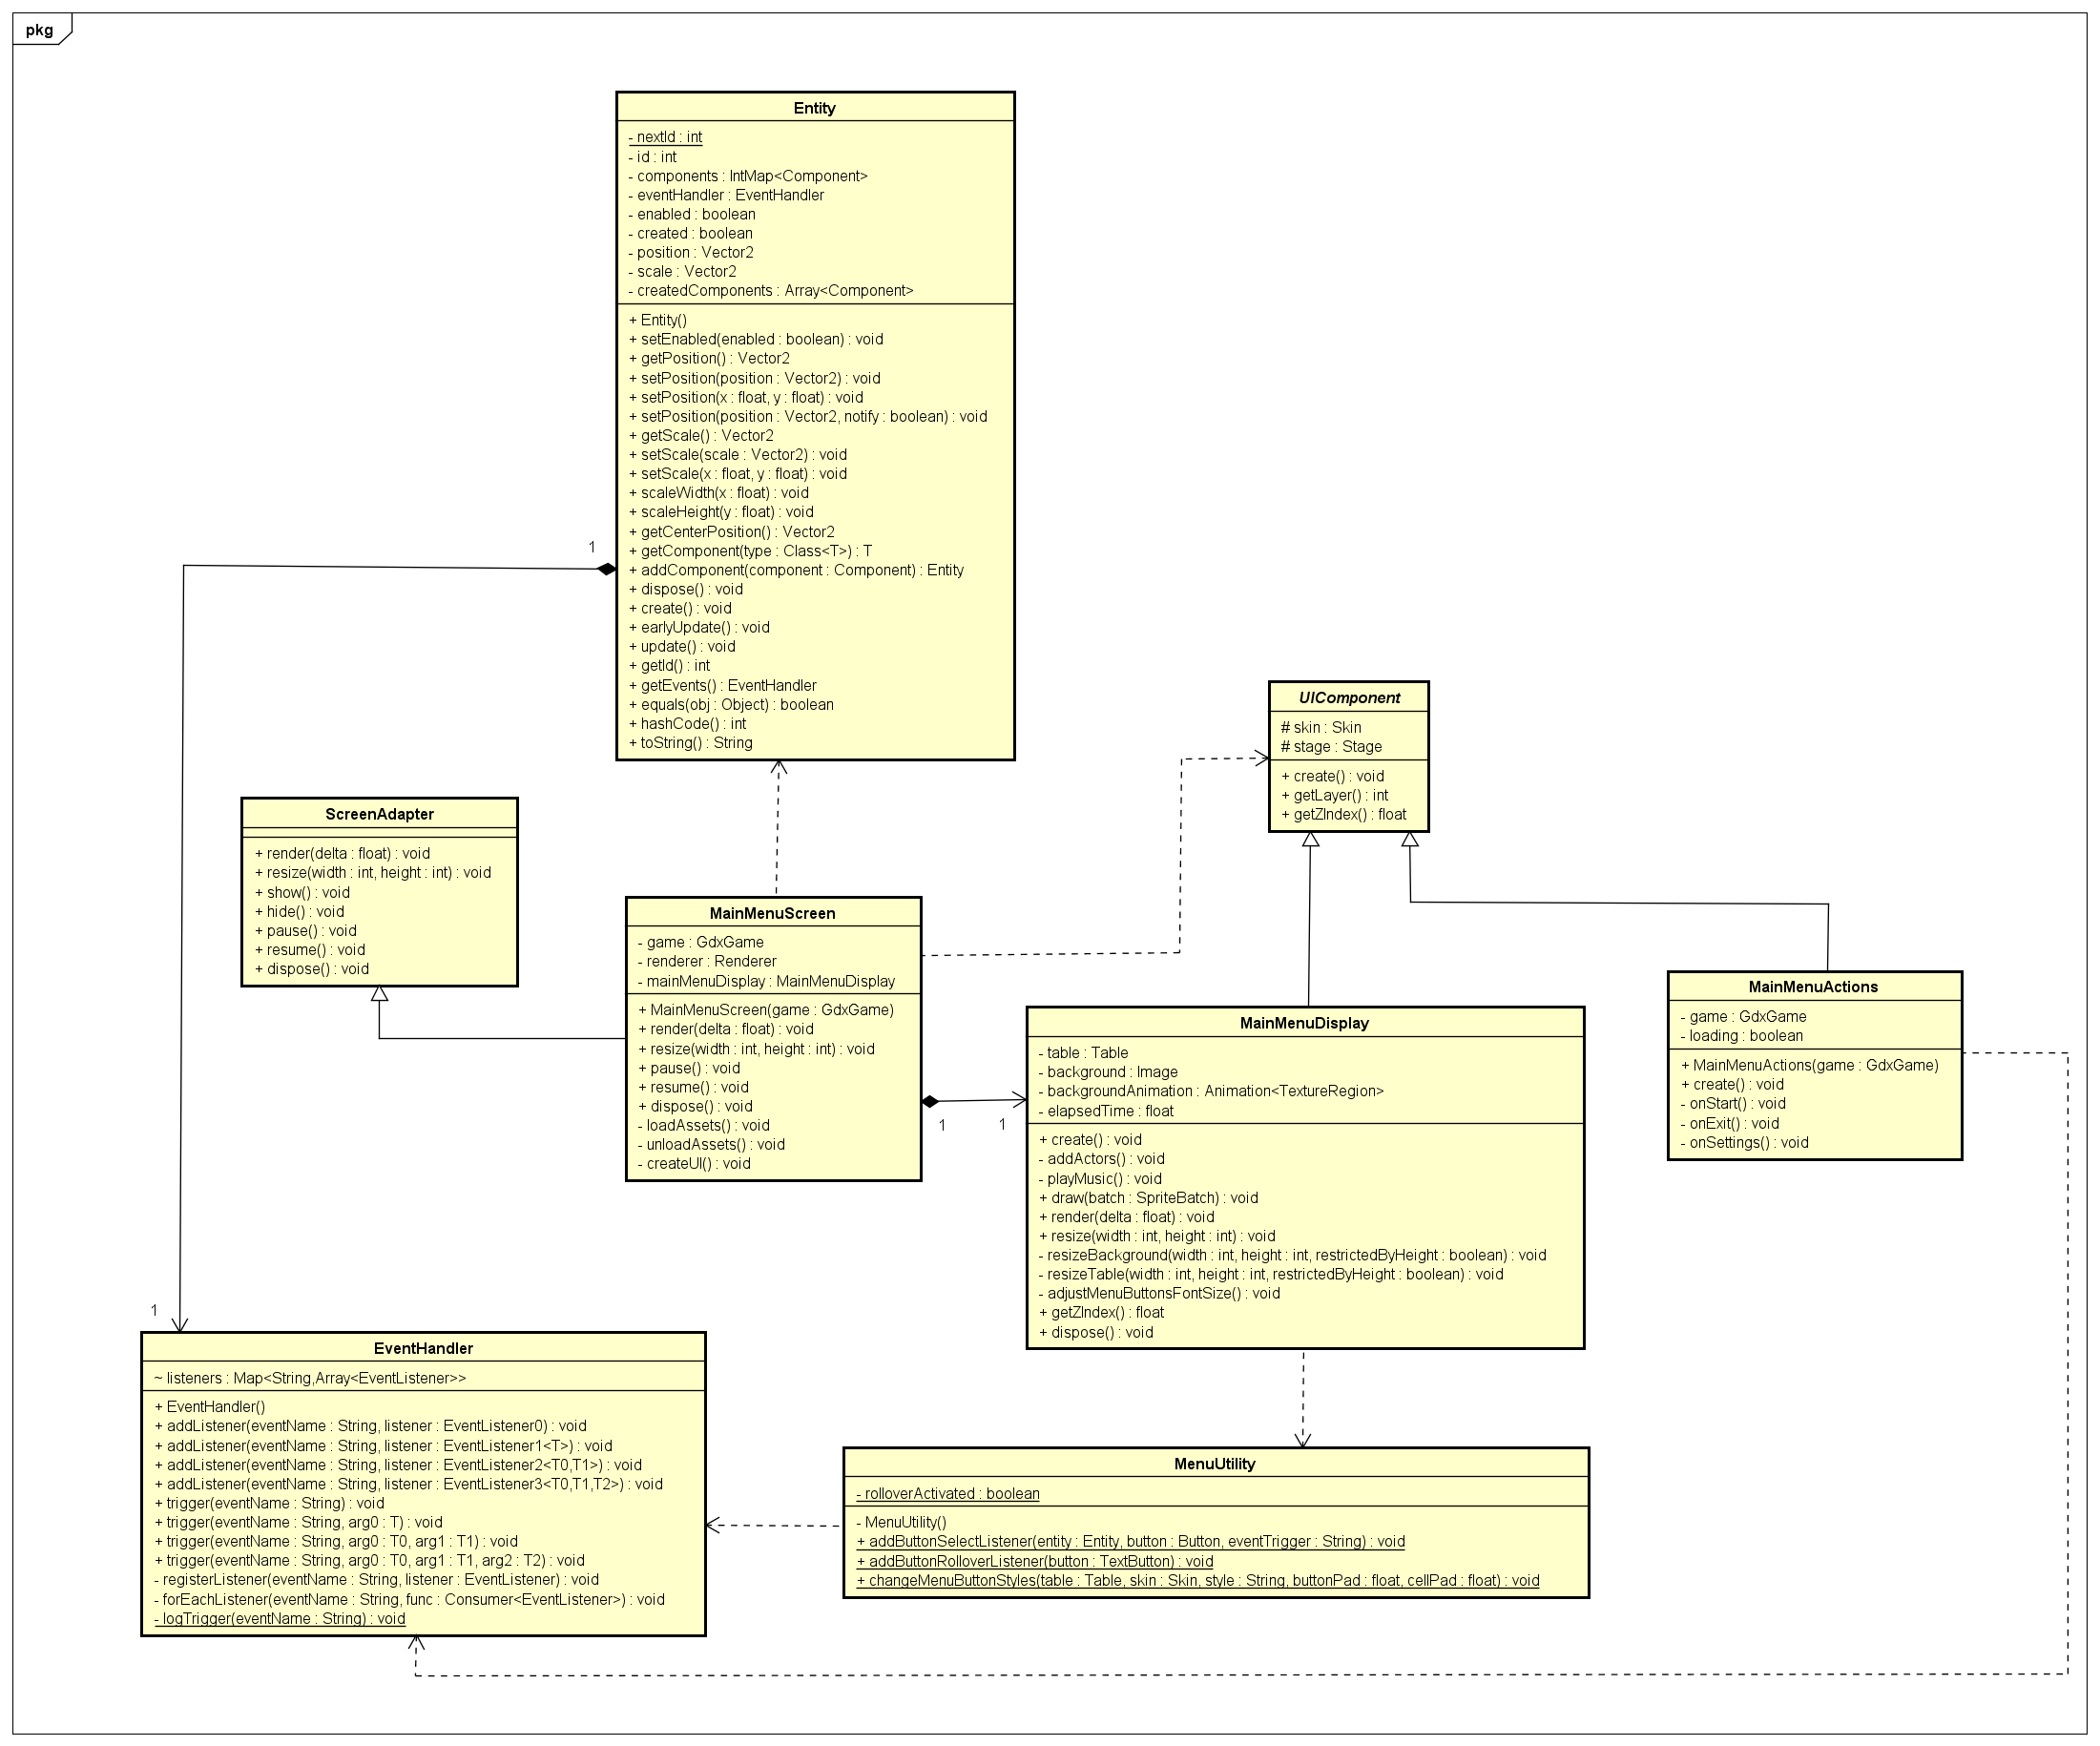 pkg
Entity
- nextId : int
- id : int
- components : IntMap<Component>
- eventHandler : EventHandler
- enabled : boolean
- created : boolean
- position : Vector2
- scale : Vector2
- createdComponents : Array<Component>
+ Entity()
+ setEnabled(enabled : boolean) : void
+ getPosition() : Vector2
+ setPosition(position : Vector2) : void
+ setPosition(x : float, y : float) : void
+ setPosition(position : Vector2, notify : boolean) : void
+ getScale() : Vector2
+ setScale(scale : Vector2) : void
+ setScale(x : float, y : float) : void
+ scaleWidth(x : float) : void
+ scaleHeight(y : float) : void
+ getCenterPosition() : Vector2
+ getComponent(type : Class<T>) : T
+ addComponent(component : Component) : Entity
+ dispose() : void
+ create() : void
+ earlyUpdate() : void
+ update() : void
+ getId() : int
+ getEvents() : EventHandler
+ equals(obj : Object) : boolean
+ hashCode() : int
+ toString() : String
1
1
UIComponent
# skin : Skin
# stage : Stage
+ create() : void
+ getLayer() : int
+ getZIndex() : float
ScreenAdapter
+ render(delta : float) : void
+ resize(width : int, height : int) : void
+ show() : void
+ hide() : void
+ pause() : void
+ resume() : void
+ dispose() : void
MainMenuScreen
- game : GdxGame
- renderer : Renderer
- mainMenuDisplay : MainMenuDisplay
+ MainMenuScreen(game : GdxGame)
+ render(delta : float) : void
+ resize(width : int, height : int) : void
+ pause() : void
+ resume() : void
+ dispose() : void
- loadAssets() : void
- unloadAssets() : void
- createUI() : void
1
1
MainMenuDisplay
- table : Table
- background : Image
- backgroundAnimation : Animation<TextureRegion>
- elapsedTime : float
+ create() : void
- addActors() : void
- playMusic() : void
+ draw(batch : SpriteBatch) : void
+ render(delta : float) : void
+ resize(width : int, height : int) : void
- resizeBackground(width : int, height : int, restrictedByHeight : boolean) : void
- resizeTable(width : int, height : int, restrictedByHeight : boolean) : void
- adjustMenuButtonsFontSize() : void
+ getZIndex() : float
+ dispose() : void
MainMenuActions
- game : GdxGame
- loading : boolean
+ MainMenuActions(game : GdxGame)
+ create() : void
- onStart() : void
- onExit() : void
- onSettings() : void
EventHandler
~ listeners : Map<String,Array<EventListener>>
+ EventHandler()
+ addListener(eventName : String, listener : EventListener0) : void
+ addListener(eventName : String, listener : EventListener1<T>) : void
+ addListener(eventName : String, listener : EventListener2<T0,T1>) : void
+ addListener(eventName : String, listener : EventListener3<T0,T1,T2>) : void
+ trigger(eventName : String) : void
+ trigger(eventName : String, arg0 : T) : void
+ trigger(eventName : String, arg0 : T0, arg1 : T1) : void
+ trigger(eventName : String, arg0 : T0, arg1 : T1, arg2 : T2) : void
- registerListener(eventName : String, listener : EventListener) : void
- forEachListener(eventName : String, func : Consumer<EventListener>) : void
- logTrigger(eventName : String) : void
MenuUtility
- rolloverActivated : boolean
- MenuUtility()
+ addButtonSelectListener(entity : Entity, button : Button, eventTrigger : String) : void
+ addButtonRolloverListener(button : TextButton) : void
+ changeMenuButtonStyles(table : Table, skin : Skin, style : String, buttonPad : float, cellPad : float) : void